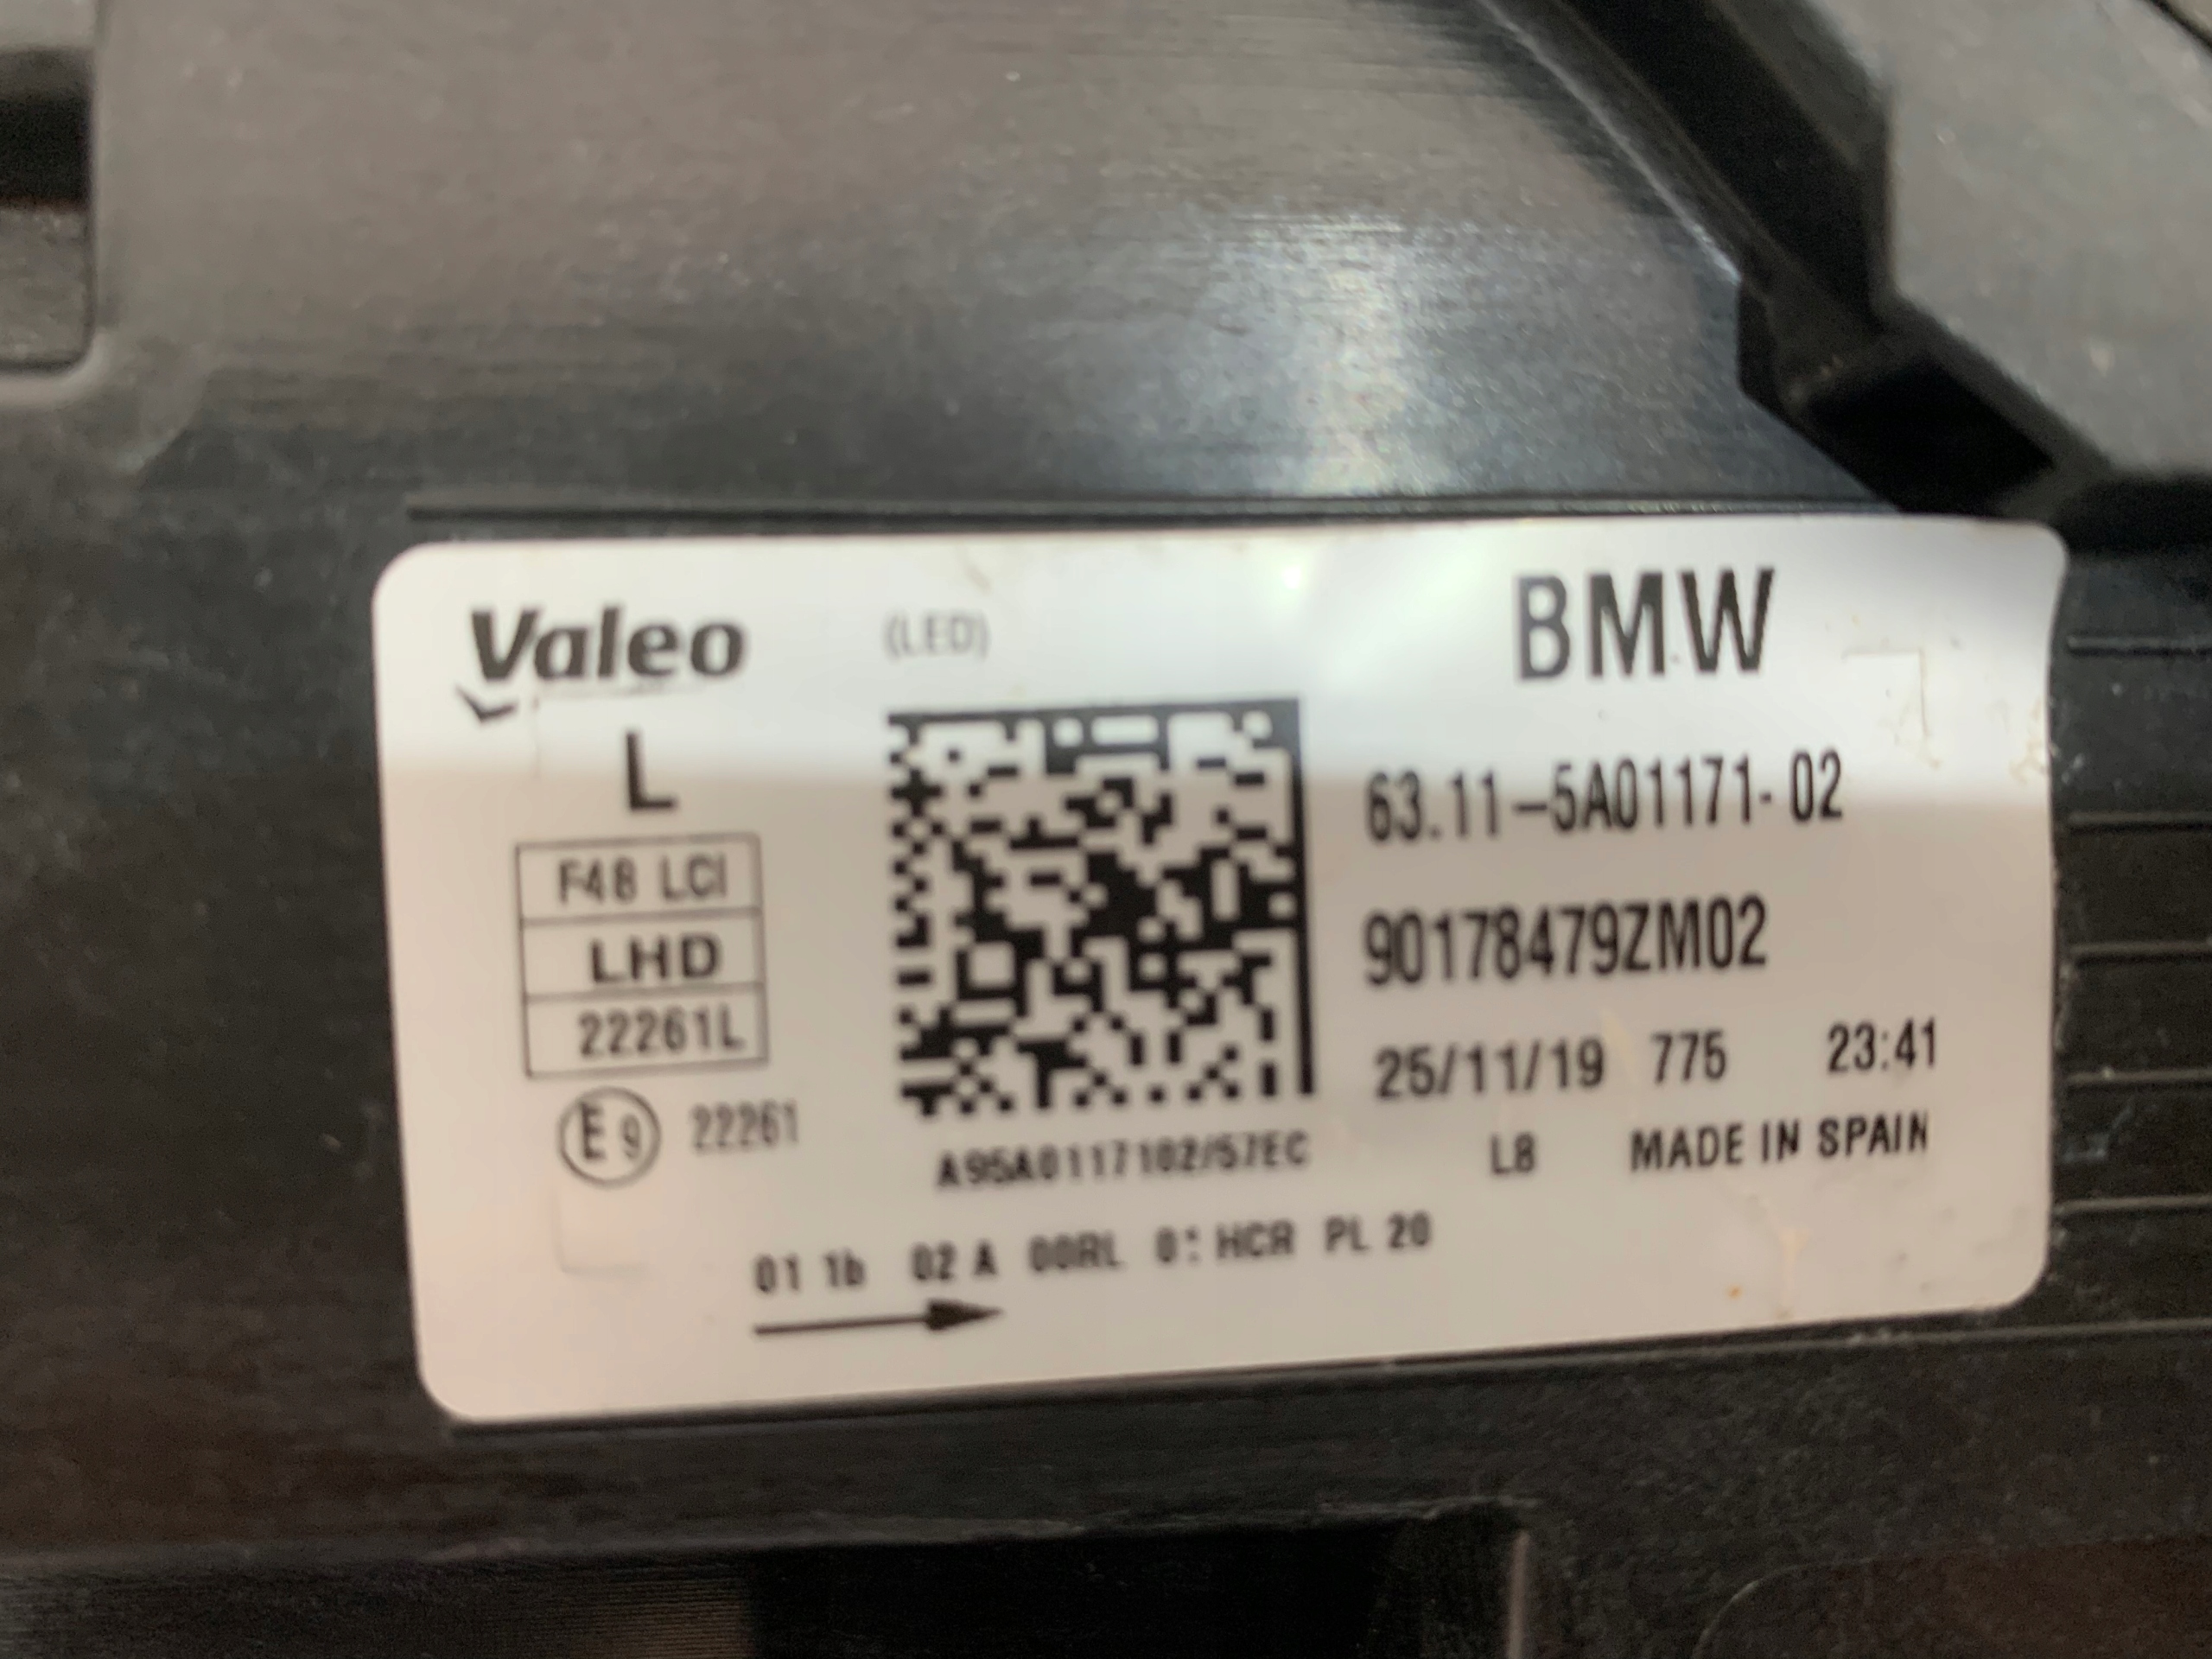 Valeo (LED) BMW
L
63.11-5A01171-02
F48 LCI
LHD
90178479ZM02
22261L
25/11/19 775 23:41
E9 22261
A95A0117102/57EC
L8 MADE IN SPAIN
01 1b 02 A 00RL HCR PL 20